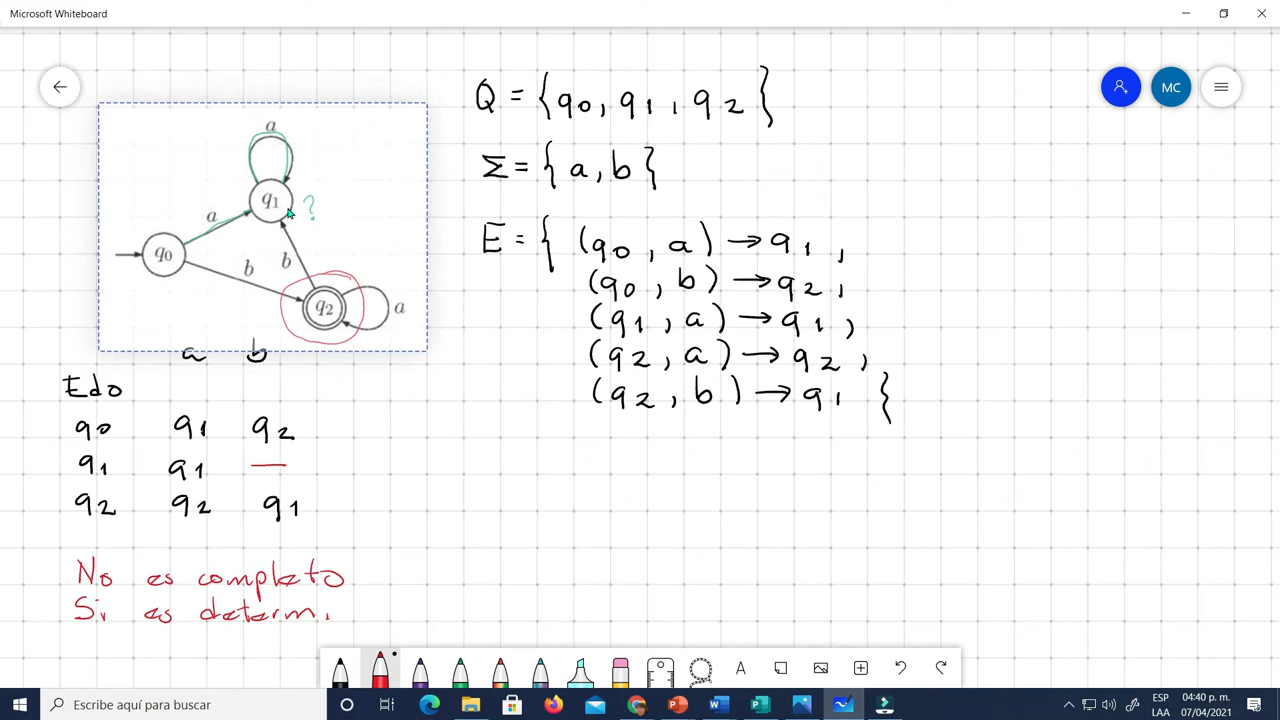 Microsoft Whiteboard
MC
a
q1
?
a
q0
b
b
q2
a
a b
Edo
q0 q1 q2
q1 q1 —
q2 q2 q1
No es completo
Si es determ.
Q = {q0, q1, q2}
Σ = {a, b}
E = { (q0, a) → q1,
(q0, b) → q2,
(q1, a) → q1,
(q2, a) → q2,
(q2, b) → q1 }
A
Escribe aquí para buscar
ESP
LAA
04:40 p. m.
07/04/2021